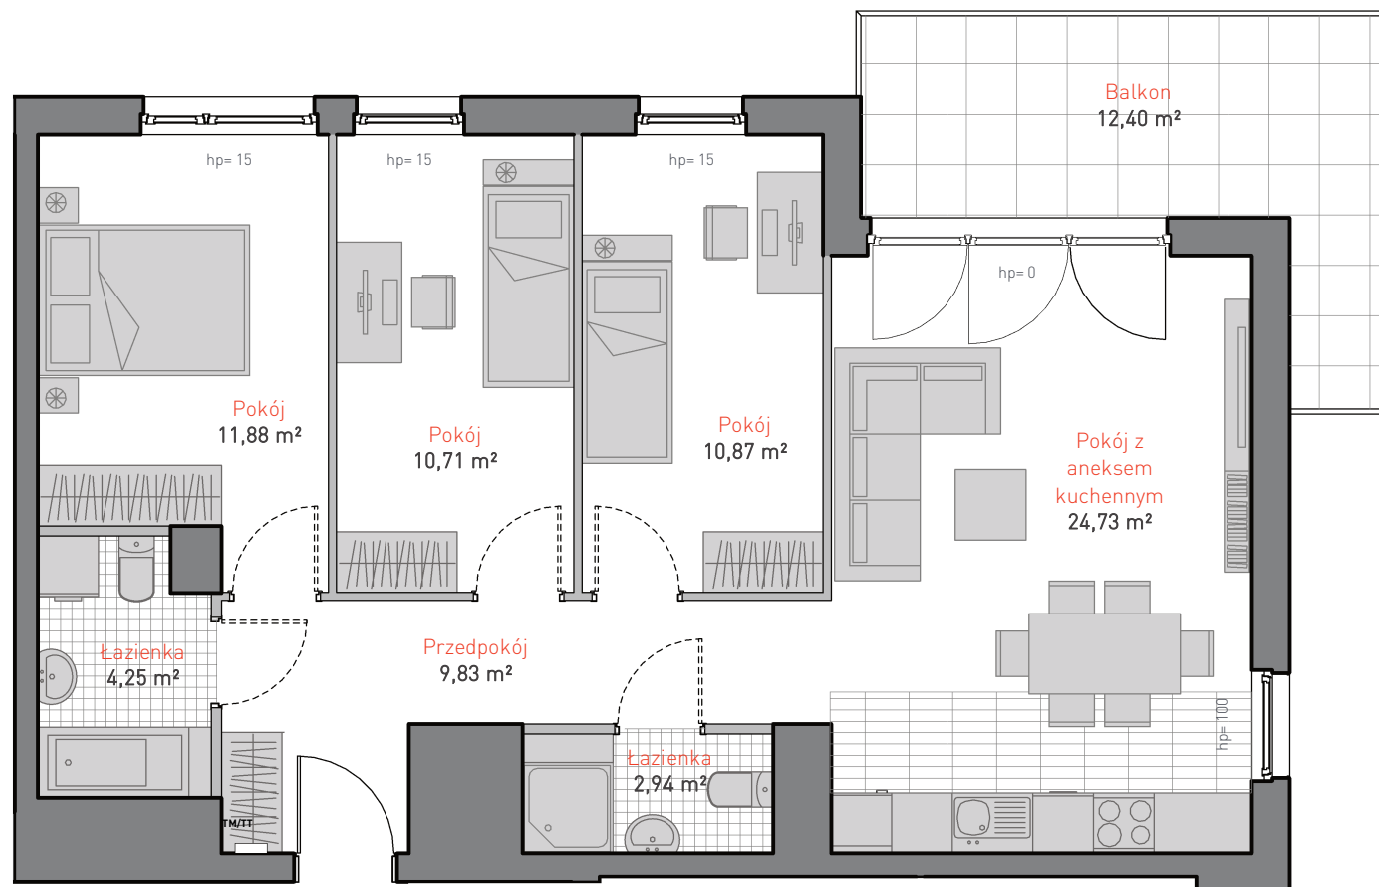 Balkon
12,40 m²
hp= 15
hp= 15
hp= 15
hp= 0
Pokój
11,88 m²
Pokój
10,71 m²
Pokój
10,87 m²
Pokój z
aneksem
kuchennym
24,73 m²
Przedpokój
9,83 m²
Łazienka
4,25 m²
Łazienka
2,94 m²
hp= 100
TM/TT